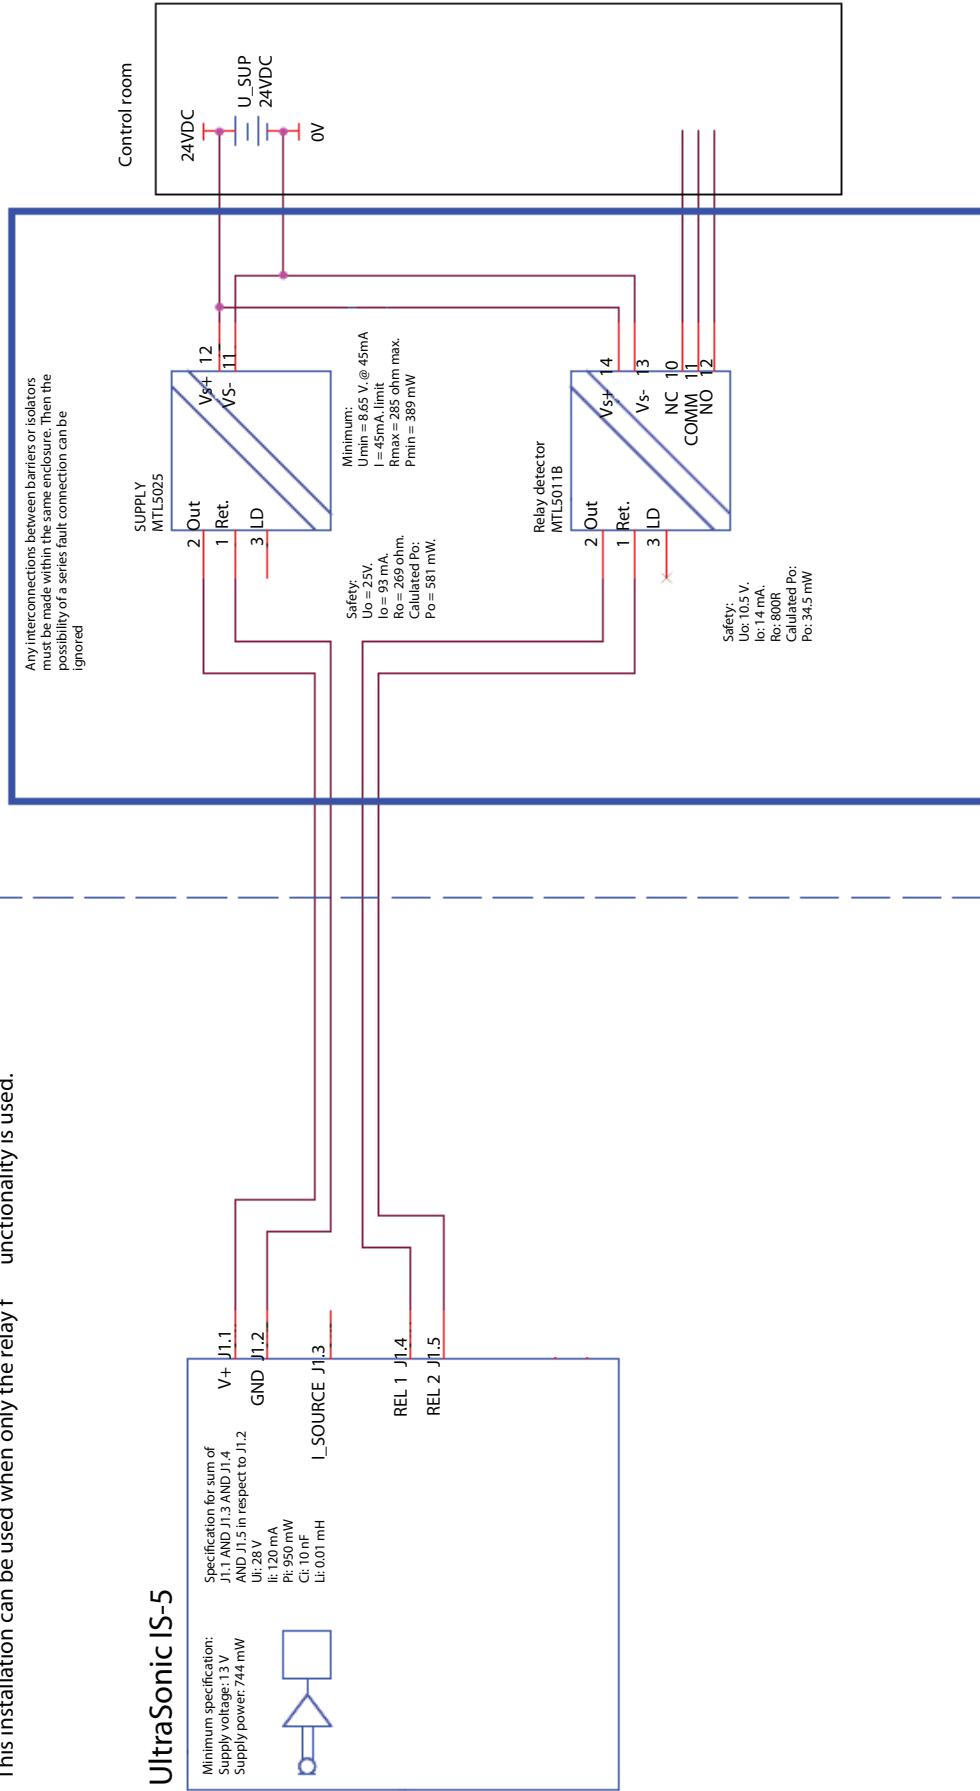 This installation can be used when only the relay f unctionality is used.
UltraSonic IS-5
Minimum specification:
Supply voltage: 13 V
Supply power: 744 mW
Specification for sum of
J1.1 AND J1.3 AND J1.4
AND J1.5 in respect to J1.2
Ui: 28 V
Ii: 120 mA
Pi: 950 mW
Ci: 10 nF
Li: 0.01 mH
V+ J1.1
GND J1.2
I_SOURCE J1.3
REL 1 J1.4
REL 2 J1.5
Any interconnections between barriers or isolators
must be made within the same enclosure. Then the
possibility of a series fault connection can be
ignored
SUPPLY
MTL5025
2 Out
1 Ret.
3 LD
Vs+ 12
VS- 11
Safety:
Uo = 25V.
Io = 93 mA.
Ro = 269 ohm.
Calulated Po:
Po = 581 mW.
Minimum:
Umin = 8.65 V. @ 45mA
I = 45mA. limit
Rmax = 285 ohm max.
Pmin = 389 mW
Relay detector
MTL5011B
2 Out
1 Ret.
3 LD
Vs+ 14
Vs- 13
NC 10
COMM 11
NO 12
Safety:
Uo: 10.5 V.
Io: 14 mA.
Ro: 800R
Calulated Po:
Po: 34.5 mW
Control room
24VDC
U_SUP
24VDC
0V